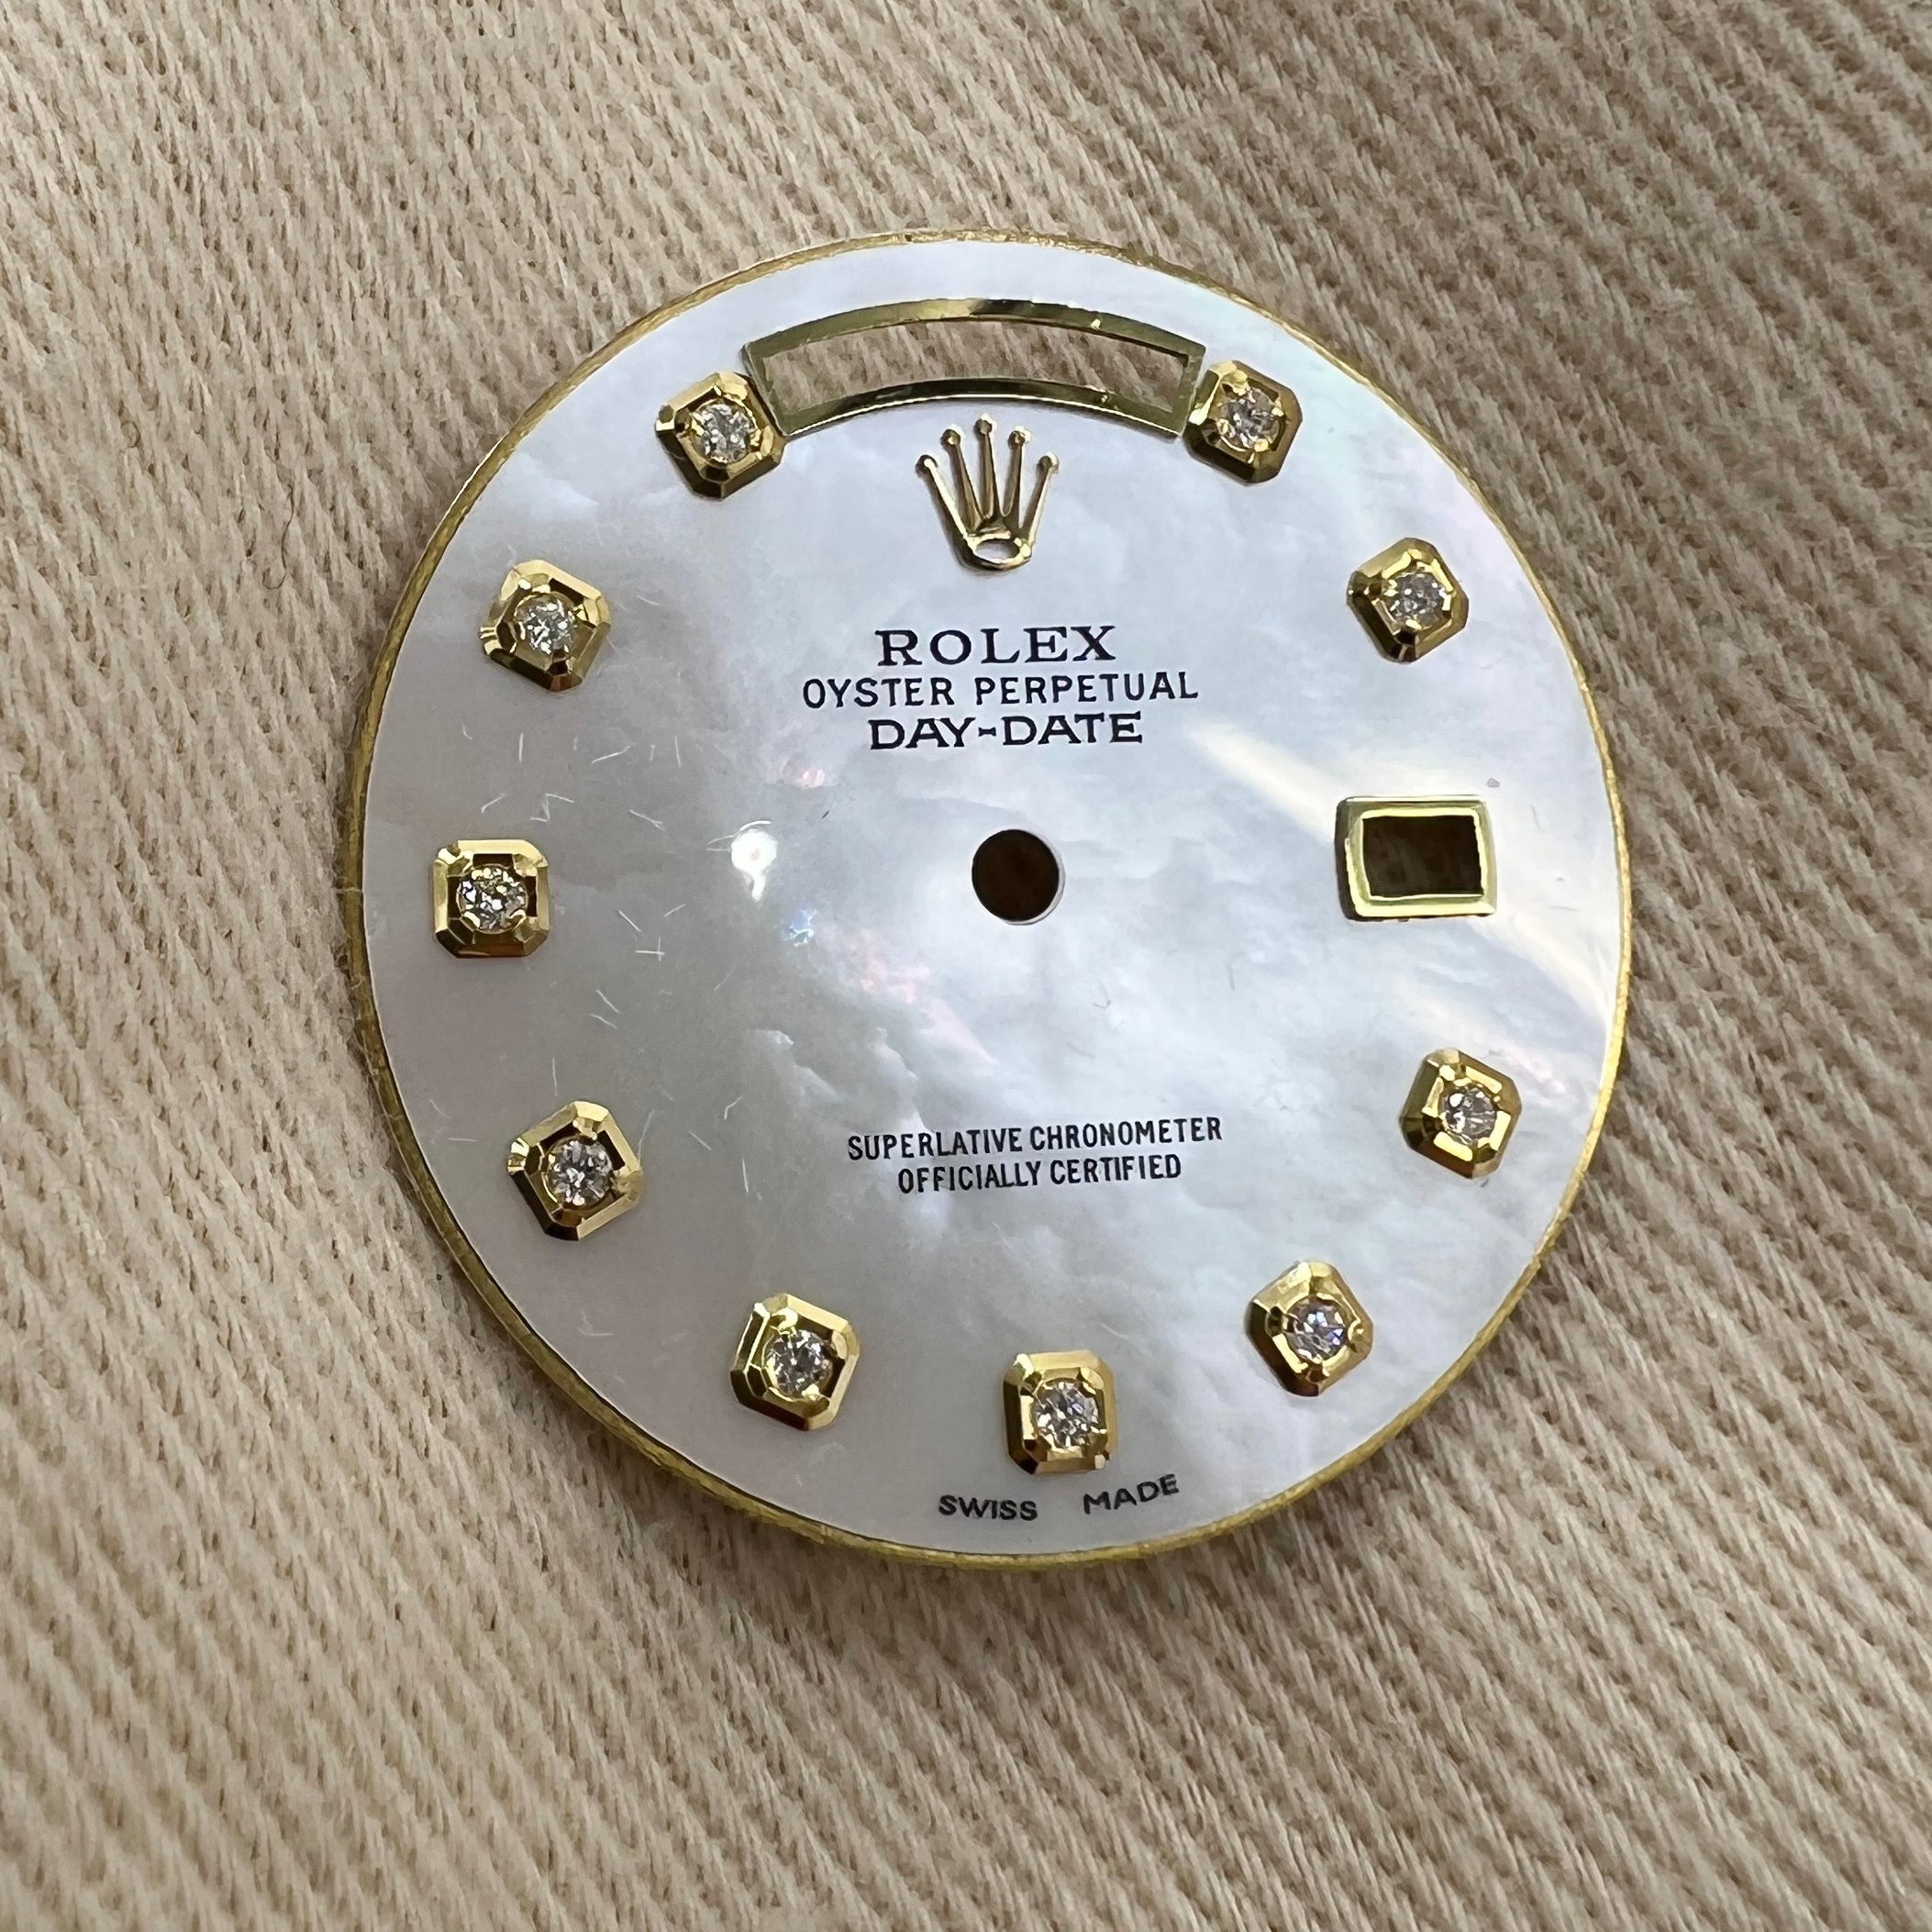 ROLEX
OYSTER PERPETUAL
DAY-DATE
SUPERLATIVE CHRONOMETER
OFFICIALLY CERTIFIED
SWISS MADE